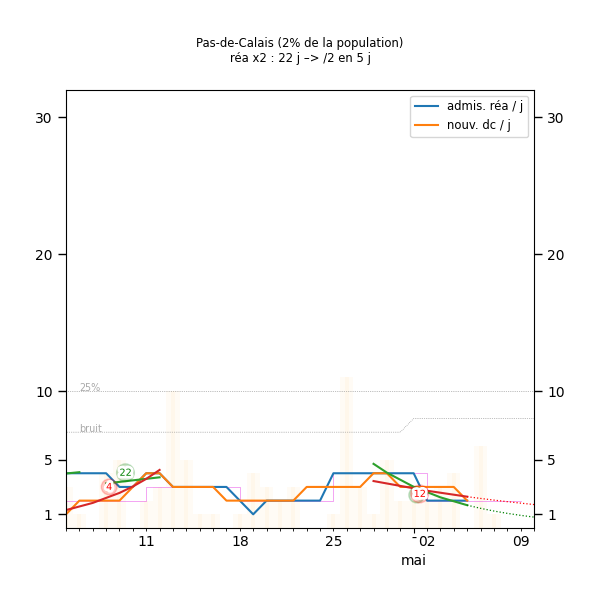 Pas-de-Calais (2% de la population)
réa x2 : 22 j –> /2 en 5 j
admis. réa / j
nouv. dc / j
30 30
20 20
25%
10 10
bruit
22
4
5 5
12
1 1
11 18 25 02 09
mai